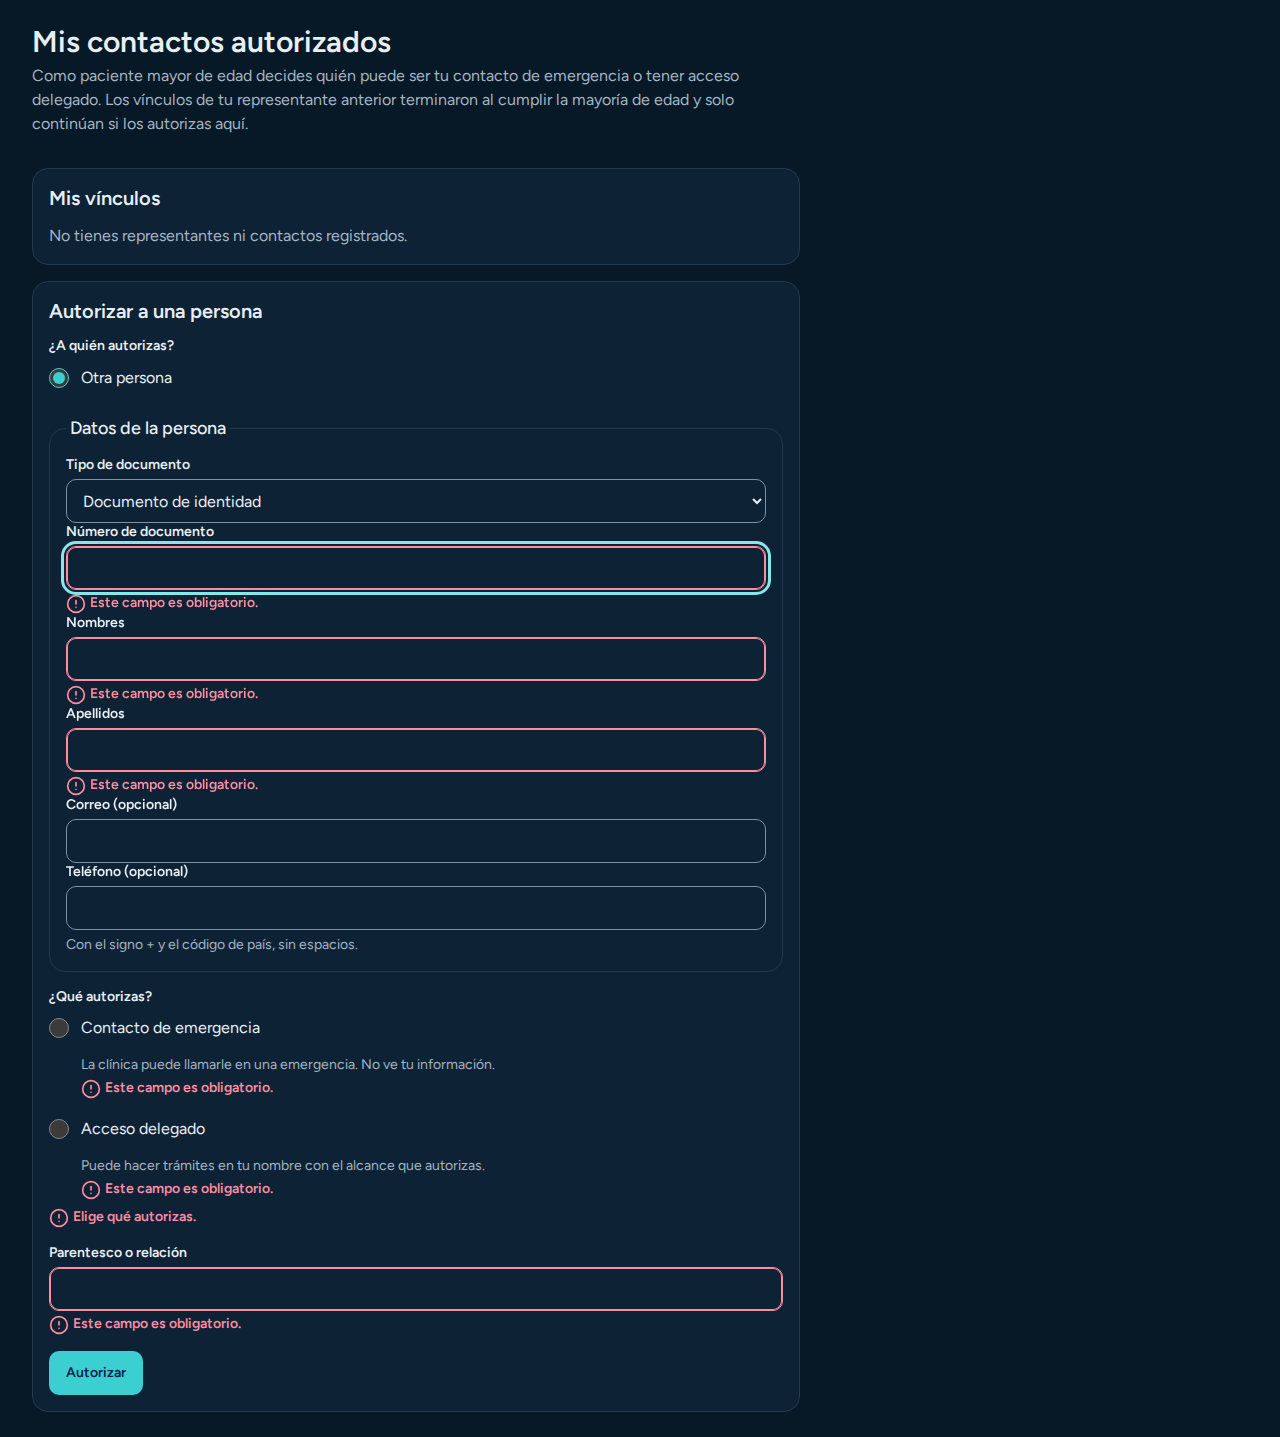 Mis contactos autorizados
Como paciente mayor de edad decides quién puede ser tu contacto de emergencia o tener acceso
delegado. Los vínculos de tu representante anterior terminaron al cumplir la mayoría de edad y solo
continúan si los autorizas aquí.
Mis vínculos
No tienes representantes ni contactos registrados.
Autorizar a una persona
¿A quién autorizas?
Otra persona
Datos de la persona
Tipo de documento
Documento de identidad
Número de documento
Este campo es obligatorio.
Nombres
Este campo es obligatorio.
Apellidos
Este campo es obligatorio.
Correo (opcional)
Teléfono (opcional)
Con el signo + y el código de país, sin espacios.
¿Qué autorizas?
Contacto de emergencia
La clínica puede llamarle en una emergencia. No ve tu información.
Este campo es obligatorio.
Acceso delegado
Puede hacer trámites en tu nombre con el alcance que autorizas.
Este campo es obligatorio.
Elige qué autorizas.
Parentesco o relación
Este campo es obligatorio.
Autorizar